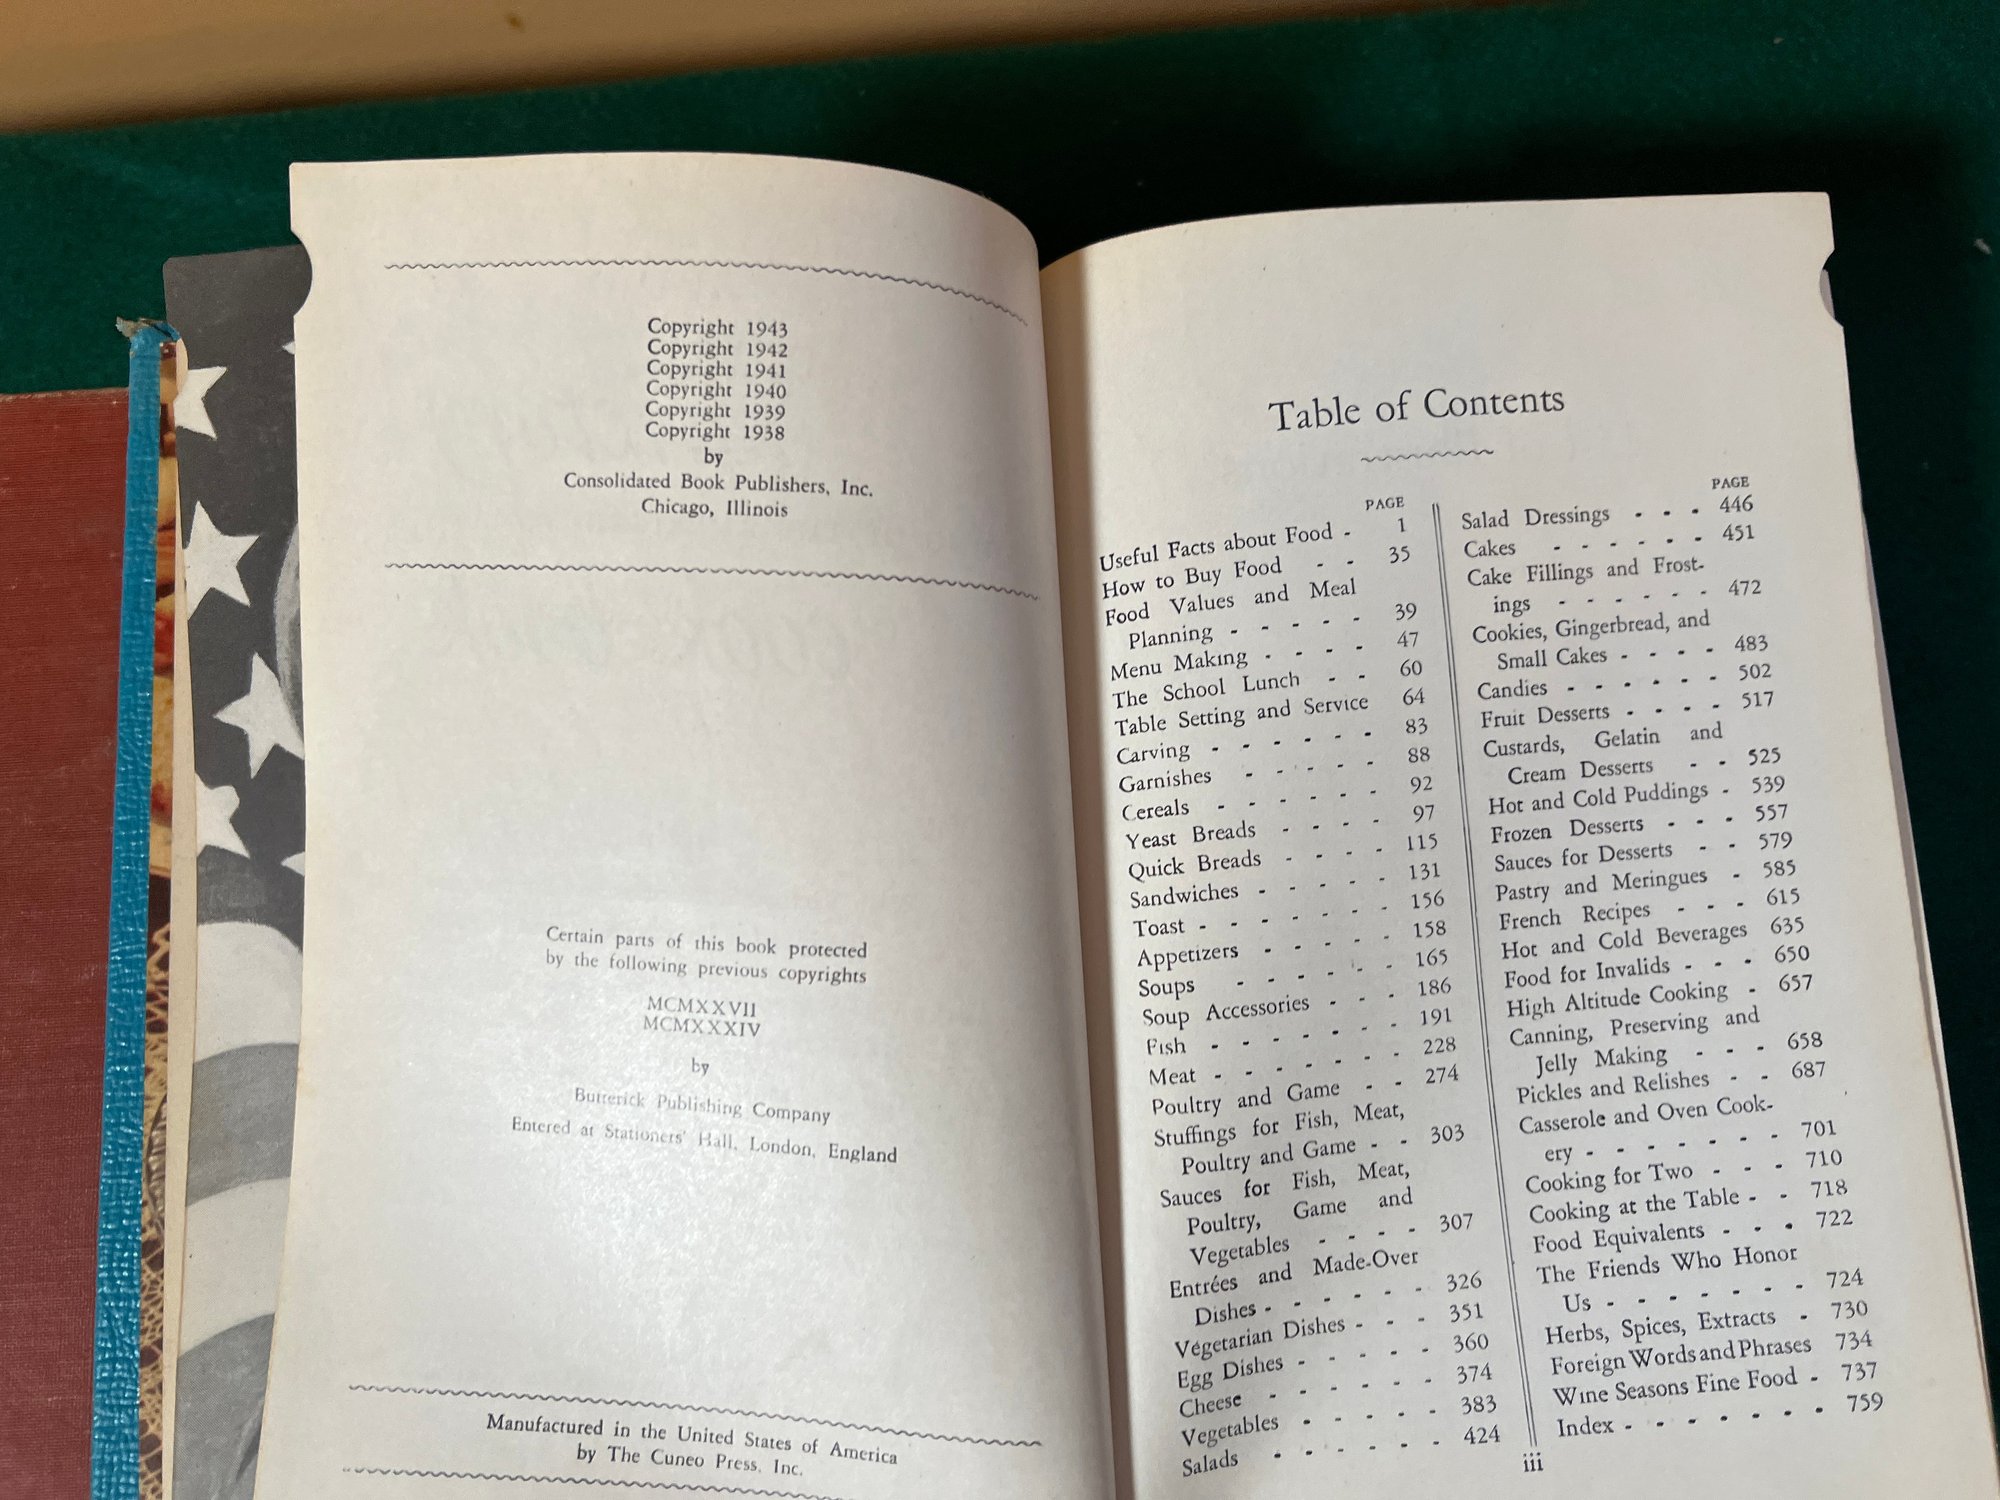 Copyright 1943
Copyright 1942
Copyright 1941
Copyright 1940
Copyright 1939
Copyright 1938
by
Consolidated Book Publishers, Inc.
Chicago, Illinois
Certain parts of this book protected
by the following previous copyrights
MCMXXVII
MCMXXXIV
by
Butterick Publishing Company
Entered at Stationers' Hall, London, England
Manufactured in the United States of America
by The Cuneo Press, Inc.
Table of Contents
PAGE
Useful Facts about Food - 1
How to Buy Food - - 35
Food Values and Meal
Planning - - - - - 39
Menu Making - - - - 47
The School Lunch - - 60
Table Setting and Service 64
Carving - - - - - - 83
Garnishes - - - - - 88
Cereals - - - - - - 92
Yeast Breads - - - - 97
Quick Breads - - - - 115
Sandwiches - - - - - 131
Toast - - - - - - - 156
Appetizers - - - - - 158
Soups - - - - - 165
Soup Accessories - - - 186
Fish - - - - - - - 191
Meat - - - - - - - 228
Poultry and Game - - 274
Stuffings for Fish, Meat,
Poultry and Game - - 303
Sauces for Fish, Meat,
Poultry, Game and
Vegetables - - - - 307
Entrées and Made-Over
Dishes - - - - - - 326
Vegetarian Dishes - - - 351
Egg Dishes - - - - - 360
Cheese - - - - - - 374
Vegetables - - - - - 383
Salads - - - - - - 424
PAGE
Salad Dressings - - - 446
Cakes - - - - - - 451
Cake Fillings and Frost-
ings - - - - - - 472
Cookies, Gingerbread, and
Small Cakes - - - - 483
Candies - - - - - - 502
Fruit Desserts - - - - 517
Custards, Gelatin and
Cream Desserts - - 525
Hot and Cold Puddings - 539
Frozen Desserts - - - 557
Sauces for Desserts - - 579
Pastry and Meringues - 585
French Recipes - - - 615
Hot and Cold Beverages 635
Food for Invalids - - - 650
High Altitude Cooking - 657
Canning, Preserving and
Jelly Making - - - 658
Pickles and Relishes - - 687
Casserole and Oven Cook-
ery - - - - - - - 701
Cooking for Two - - - 710
Cooking at the Table - - 718
Food Equivalents - - - 722
The Friends Who Honor
Us - - - - - - - 724
Herbs, Spices, Extracts - 730
Foreign Words and Phrases 734
Wine Seasons Fine Food - 737
Index - - - - - - - 759
iii